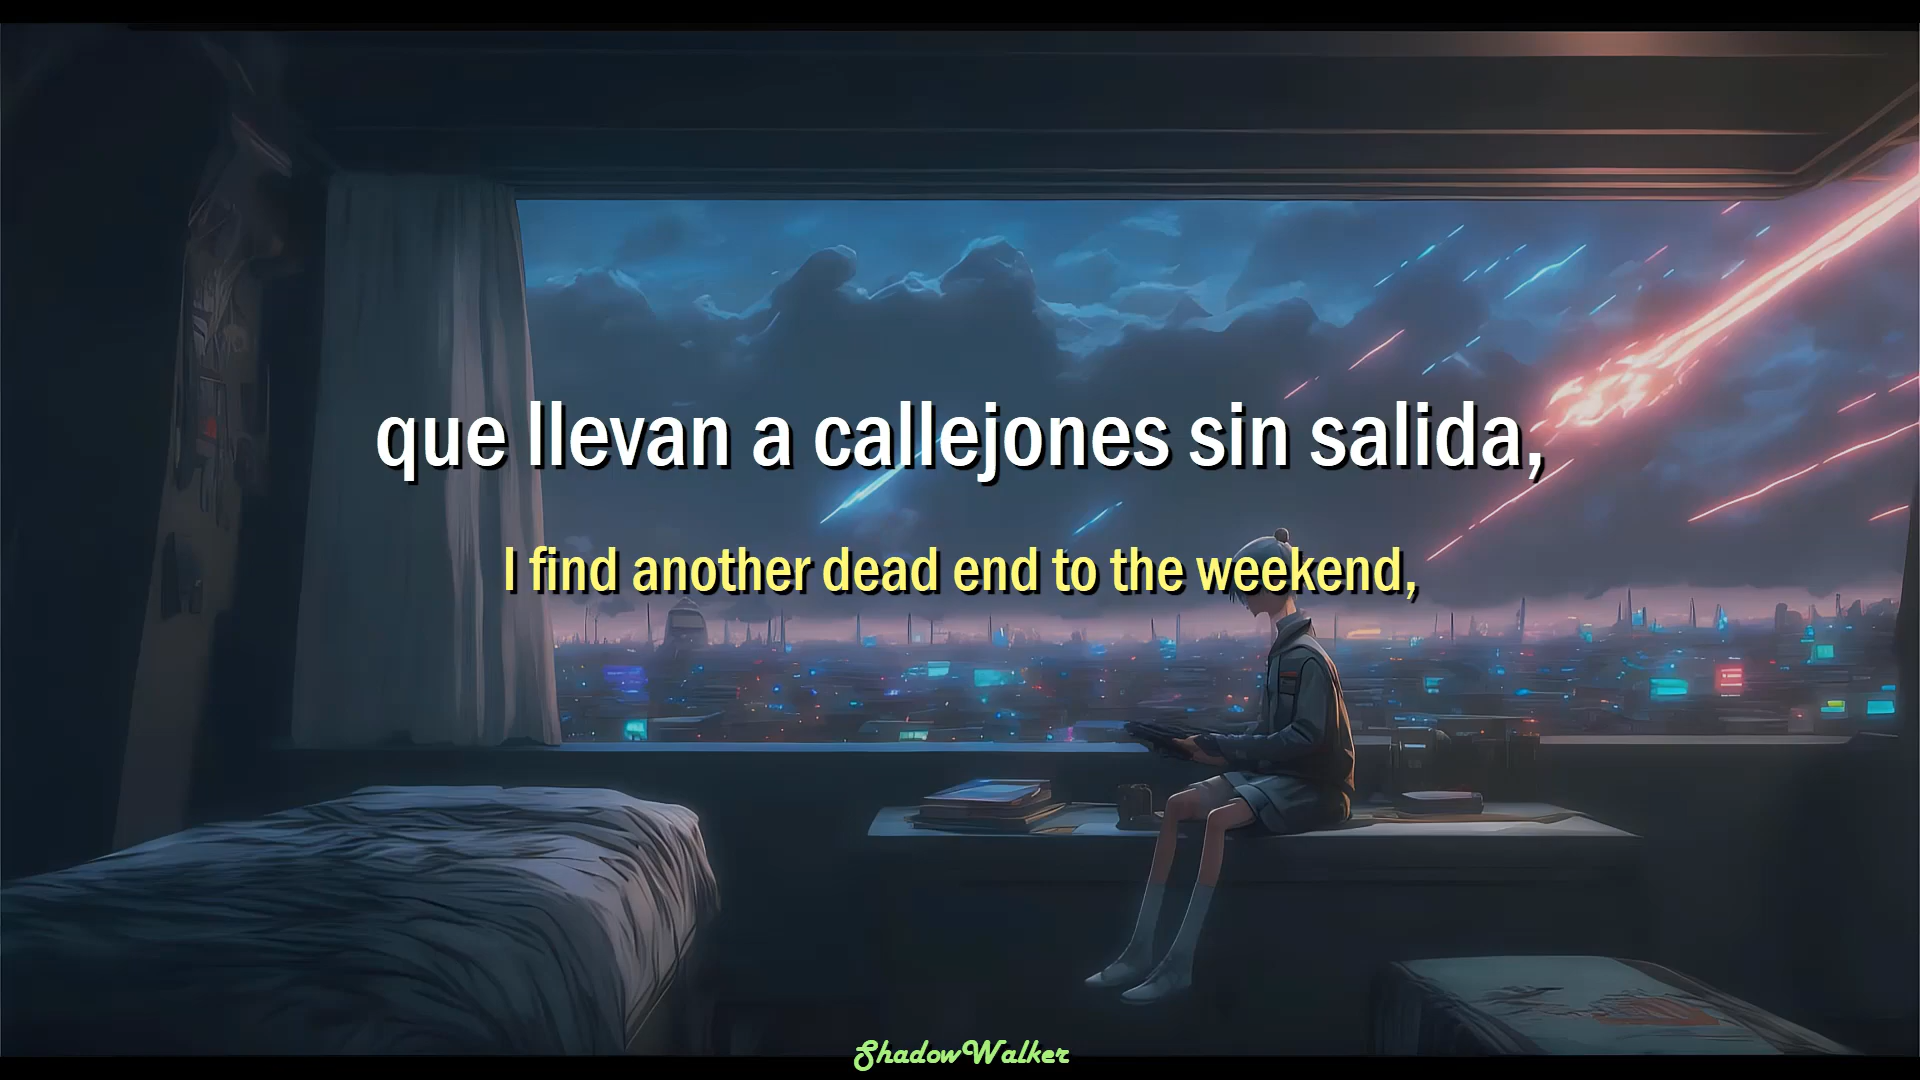 que llevan a callejones sin salida,
I find another dead end to the weekend,
ShadowWalker